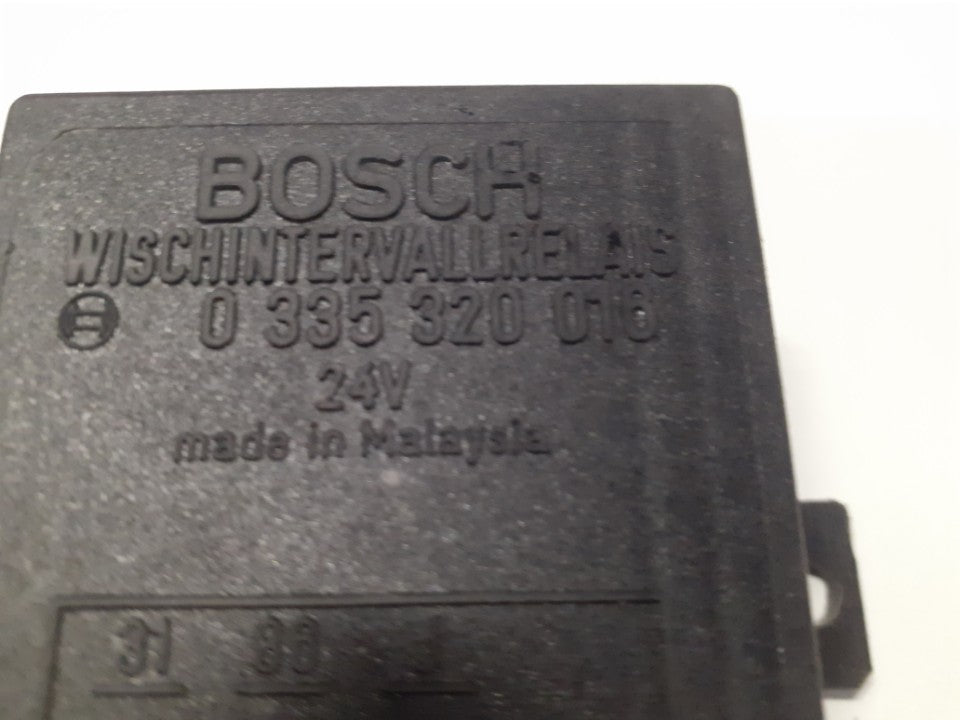 BOSCH
WISCHINTERVALLRELAIS
0 335 320 016
24V
made in Malaysia
31